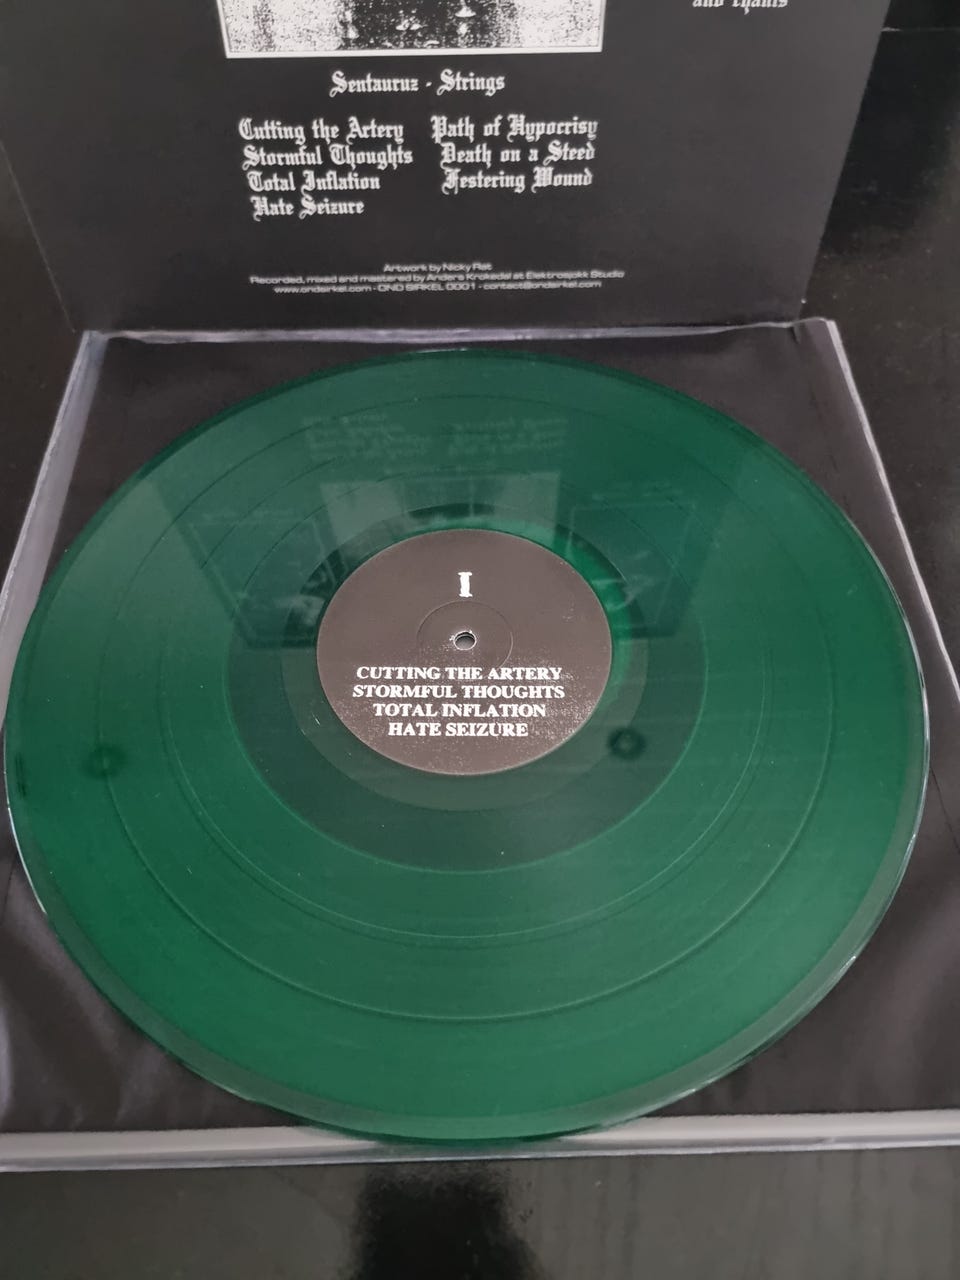 and chants
Sentauruz - Strings
Cutting the Artery
Stormful Thoughts
Total Inflation
Hate Seizure
Path of Hypocrisy
Death on a Steed
Festering Wound
Artwork by Nicky Rat
Recorded, mixed and mastered by Anders Krokedal at Elektrosjokk Studio
www.ondsirkel.com - OND SIRKEL 0001 - contact@ondsirkel.com
I
CUTTING THE ARTERY
STORMFUL THOUGHTS
TOTAL INFLATION
HATE SEIZURE